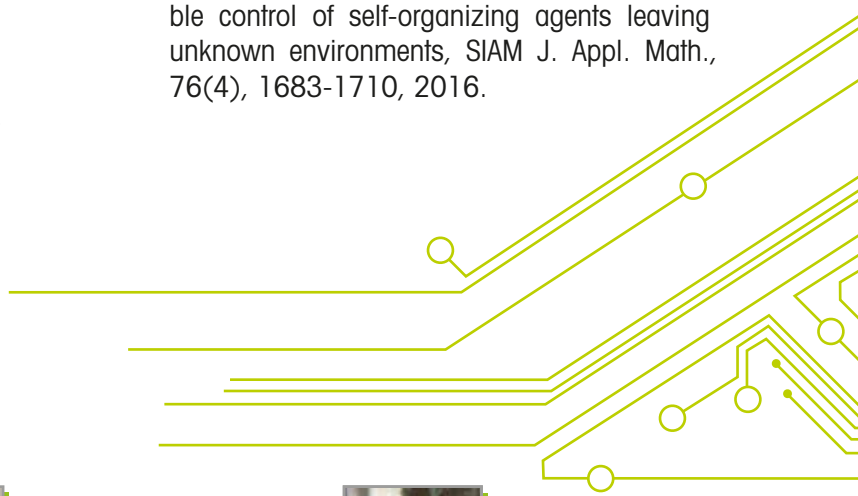 ble control of self-organizing agents leaving
unknown environments, SIAM J. Appl. Math.,
76(4), 1683-1710, 2016.